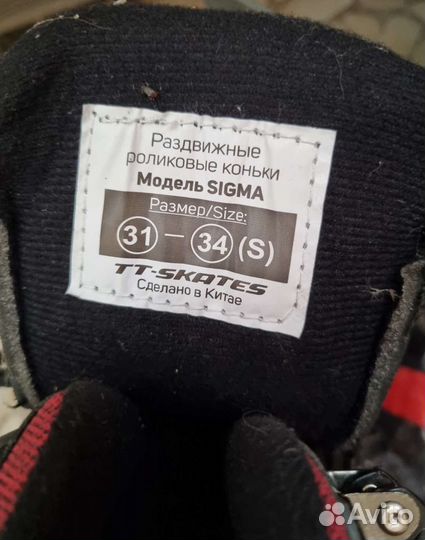 Раздвижные
роликовые коньки
Модель SIGMA
Размер/Size:
31 — 34 (S)
TT-SKATES
Сделано в Китае
Avito